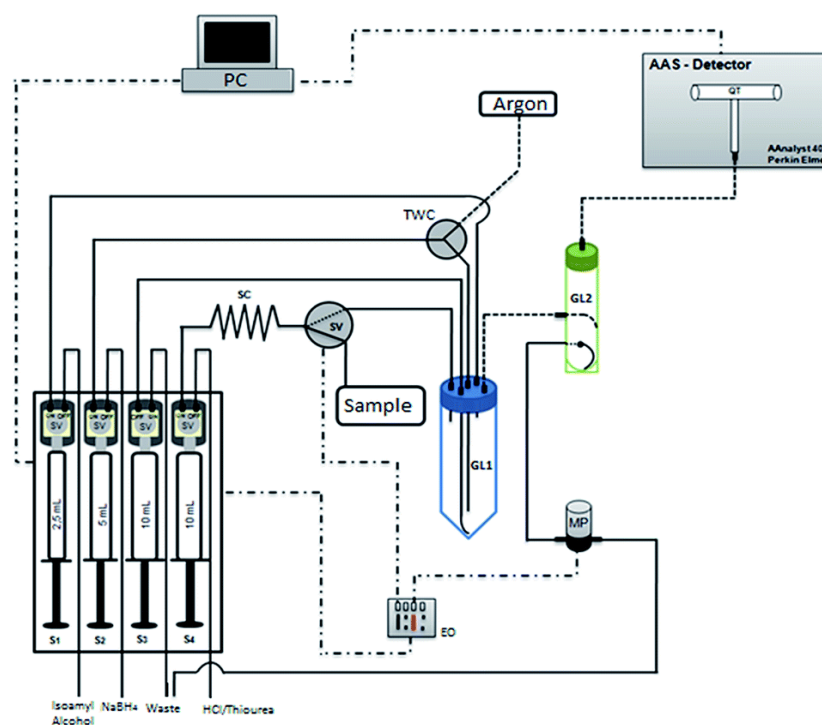 PC
AAS - Detector
QT
AAnalyst 40
Perkin Elme
Argon
TWC
GL2
SC
SV
Sample
GL1
ON OFF
SV
ON OFF
SV
OFF ON
SV
ON OFF
SV
2,5 mL
5 mL
10 mL
10 mL
MP
EO
S1
S2
S3
S4
Isoamyl
Alcohol
NaBH4
Waste
HCl/Thiourea